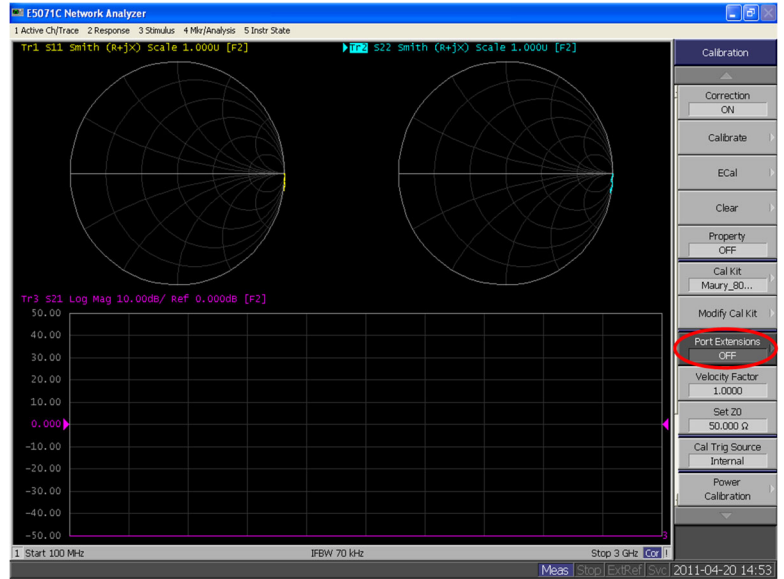 E5071C Network Analyzer
1 Active Ch/Trace 2 Response 3 Stimulus 4 Mkr/Analysis 5 Instr State
Tr1 S11 Smith (R+jX) Scale 1.000U [F2]
Tr2 S22 Smith (R+jX) Scale 1.000U [F2]
Tr3 S21 Log Mag 10.00dB/ Ref 0.000dB [F2]
50.00
40.00
30.00
20.00
10.00
0.000
-10.00
-20.00
-30.00
-40.00
-50.00
3
1 Start 100 MHz
IFBW 70 kHz
Stop 3 GHz Cor !
Calibration
Correction
ON
Calibrate
ECal
Clear
Property
OFF
Cal Kit
Maury_80...
Modify Cal Kit
Port Extensions
OFF
Velocity Factor
1.0000
Set Z0
50.000 Ω
Cal Trig Source
Internal
Power
Calibration
Meas Stop ExtRef Svc 2011-04-20 14:53